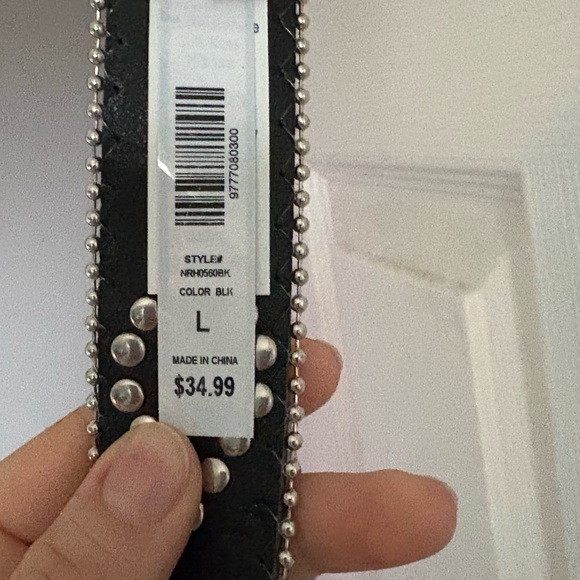 9777080300
STYLE#
NRH0560BK
COLOR BLK
L
MADE IN CHINA
$34.99